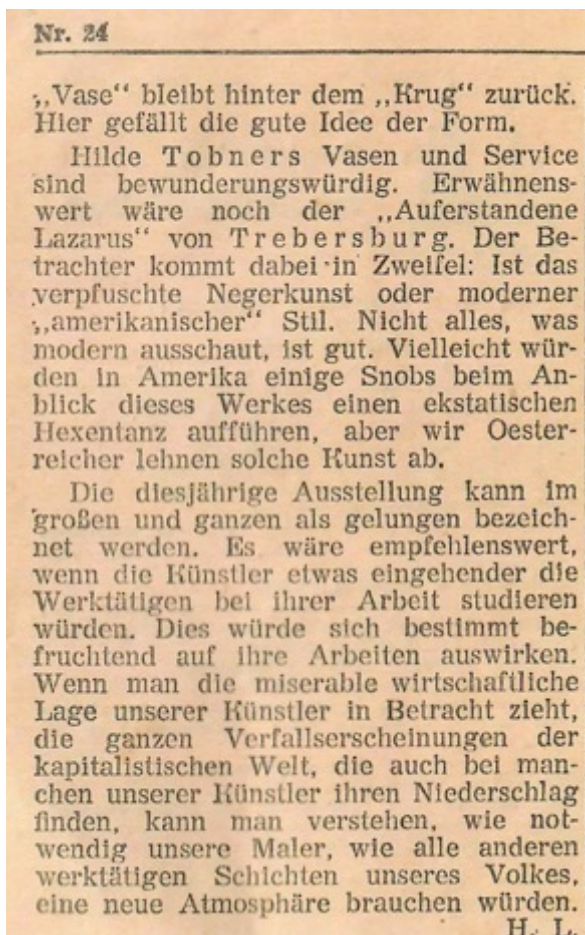 Nr. 24
„Vase“ bleibt hinter dem „Krug“ zurück.
Hier gefällt die gute Idee der Form.
Hilde Tobners Vasen und Service
sind bewunderungswürdig. Erwähnens-
wert wäre noch der „Auferstandene
Lazarus“ von Trebersburg. Der Be-
trachter kommt dabei in Zweifel: Ist das
verpfuschte Negerkunst oder moderner
„amerikanischer“ Stil. Nicht alles, was
modern ausschaut, ist gut. Vielleicht wür-
den in Amerika einige Snobs beim An-
blick dieses Werkes einen ekstatischen
Hexentanz aufführen, aber wir Oester-
reicher lehnen solche Kunst ab.
Die diesjährige Ausstellung kann im
großen und ganzen als gelungen bezeich-
net werden. Es wäre empfehlenswert,
wenn die Künstler etwas eingehender die
Werktätigen bei ihrer Arbeit studieren
würden. Dies würde sich bestimmt be-
fruchtend auf ihre Arbeiten auswirken.
Wenn man die miserable wirtschaftliche
Lage unserer Künstler in Betracht zieht,
die ganzen Verfallserscheinungen der
kapitalistischen Welt, die auch bei man-
chen unserer Künstler ihren Niederschlag
finden, kann man verstehen, wie not-
wendig unsere Maler, wie alle anderen
werktätigen Schichten unseres Volkes,
eine neue Atmosphäre brauchen würden.
H. L.